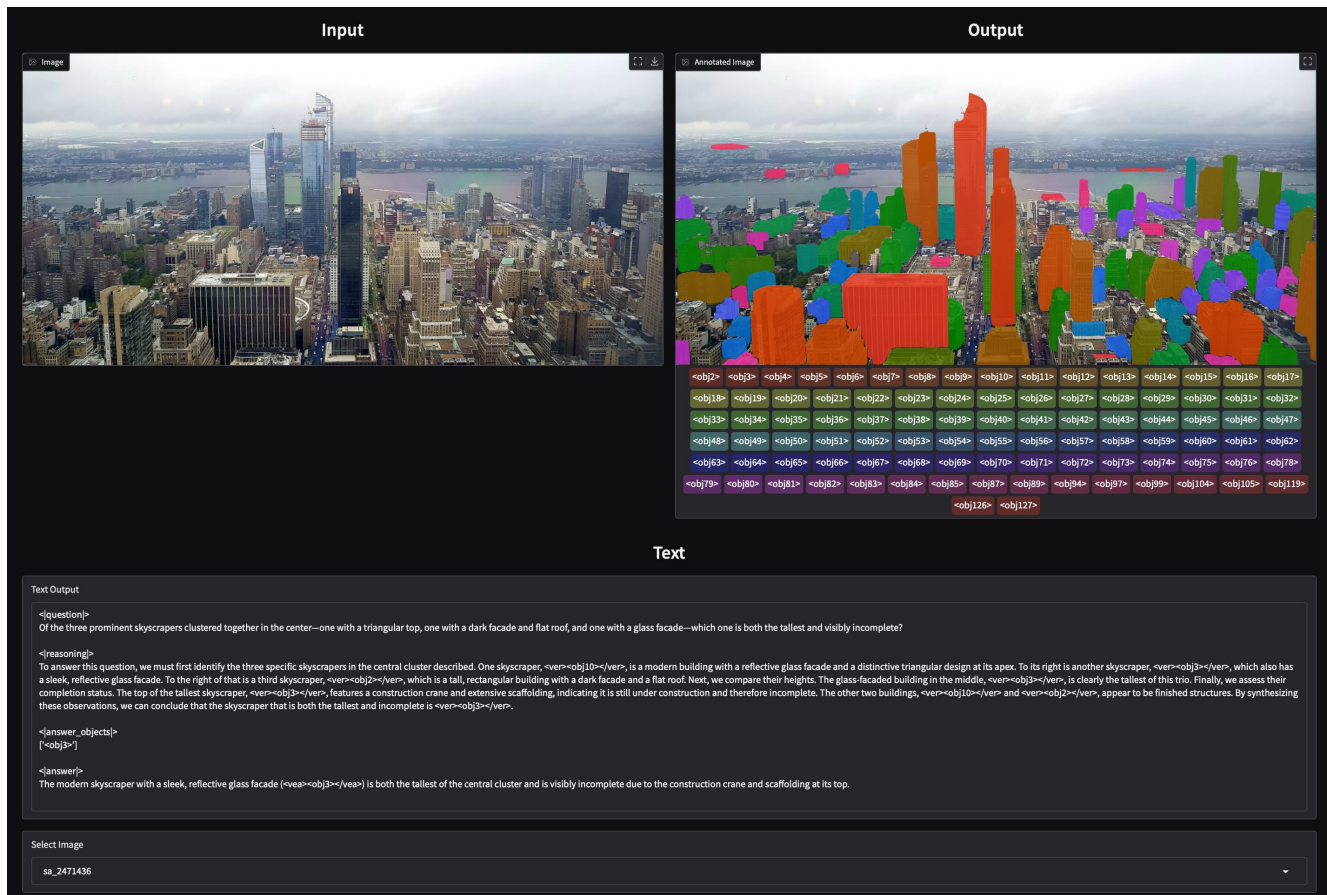 Input
Output
Image
Annotated Image
<obj2> <obj3> <obj4> <obj5> <obj6> <obj7> <obj8> <obj9> <obj10> <obj11> <obj12> <obj13> <obj14> <obj15> <obj16> <obj17>
<obj18> <obj19> <obj20> <obj21> <obj22> <obj23> <obj24> <obj25> <obj26> <obj27> <obj28> <obj29> <obj30> <obj31> <obj32>
<obj33> <obj34> <obj35> <obj36> <obj37> <obj38> <obj39> <obj40> <obj41> <obj42> <obj43> <obj44> <obj45> <obj46> <obj47>
<obj48> <obj49> <obj50> <obj51> <obj52> <obj53> <obj54> <obj55> <obj56> <obj57> <obj58> <obj59> <obj60> <obj61> <obj62>
<obj63> <obj64> <obj65> <obj66> <obj67> <obj68> <obj69> <obj70> <obj71> <obj72> <obj73> <obj74> <obj75> <obj76> <obj78>
<obj79> <obj80> <obj81> <obj82> <obj83> <obj84> <obj85> <obj87> <obj89> <obj94> <obj97> <obj99> <obj104> <obj105> <obj119>
<obj126> <obj127>
Text
Text Output
<|question|>
Of the three prominent skyscrapers clustered together in the center—one with a triangular top, one with a dark facade and flat roof, and one with a glass facade—which one is both the tallest and visibly incomplete?
<|reasoning|>
To answer this question, we must first identify the three specific skyscrapers in the central cluster described. One skyscraper, <ver><obj10></ver>, is a modern building with a reflective glass facade and a distinctive triangular design at its apex. To its right is another skyscraper, <ver><obj3></ver>, which also has
a sleek, reflective glass facade. To the right of that is a third skyscraper, <ver><obj2></ver>, which is a tall, rectangular building with a dark facade and a flat roof. Next, we compare their heights. The glass-facaded building in the middle, <ver><obj3></ver>, is clearly the tallest of this trio. Finally, we assess their
completion status. The top of the tallest skyscraper, <ver><obj3></ver>, features a construction crane and extensive scaffolding, indicating it is still under construction and therefore incomplete. The other two buildings, <ver><obj10></ver> and <ver><obj2></ver>, appear to be finished structures. By synthesizing
these observations, we can conclude that the skyscraper that is both the tallest and incomplete is <ver><obj3></ver>.
<|answer_objects|>
['<obj3>']
<|answer|>
The modern skyscraper with a sleek, reflective glass facade (<vea><obj3></vea>) is both the tallest of the central cluster and is visibly incomplete due to the construction crane and scaffolding at its top.
Select Image
sa_2471436